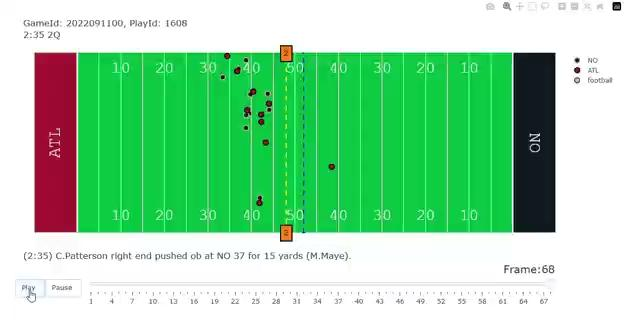 GameId: 2022091100, PlayId: 1608
2:35 2Q
10 20 30 40 50 40 30 20 10
2
NO
ATL
football
ATL
NO
10 20 30 40 50 40 30 20 10
2
(2:35) C.Patterson right end pushed ob at NO 37 for 15 yards (M.Maye).
Frame:68
Play Pause
1 4 7 10 13 16 19 22 25 28 31 34 37 40 43 46 49 52 55 58 61 64 67